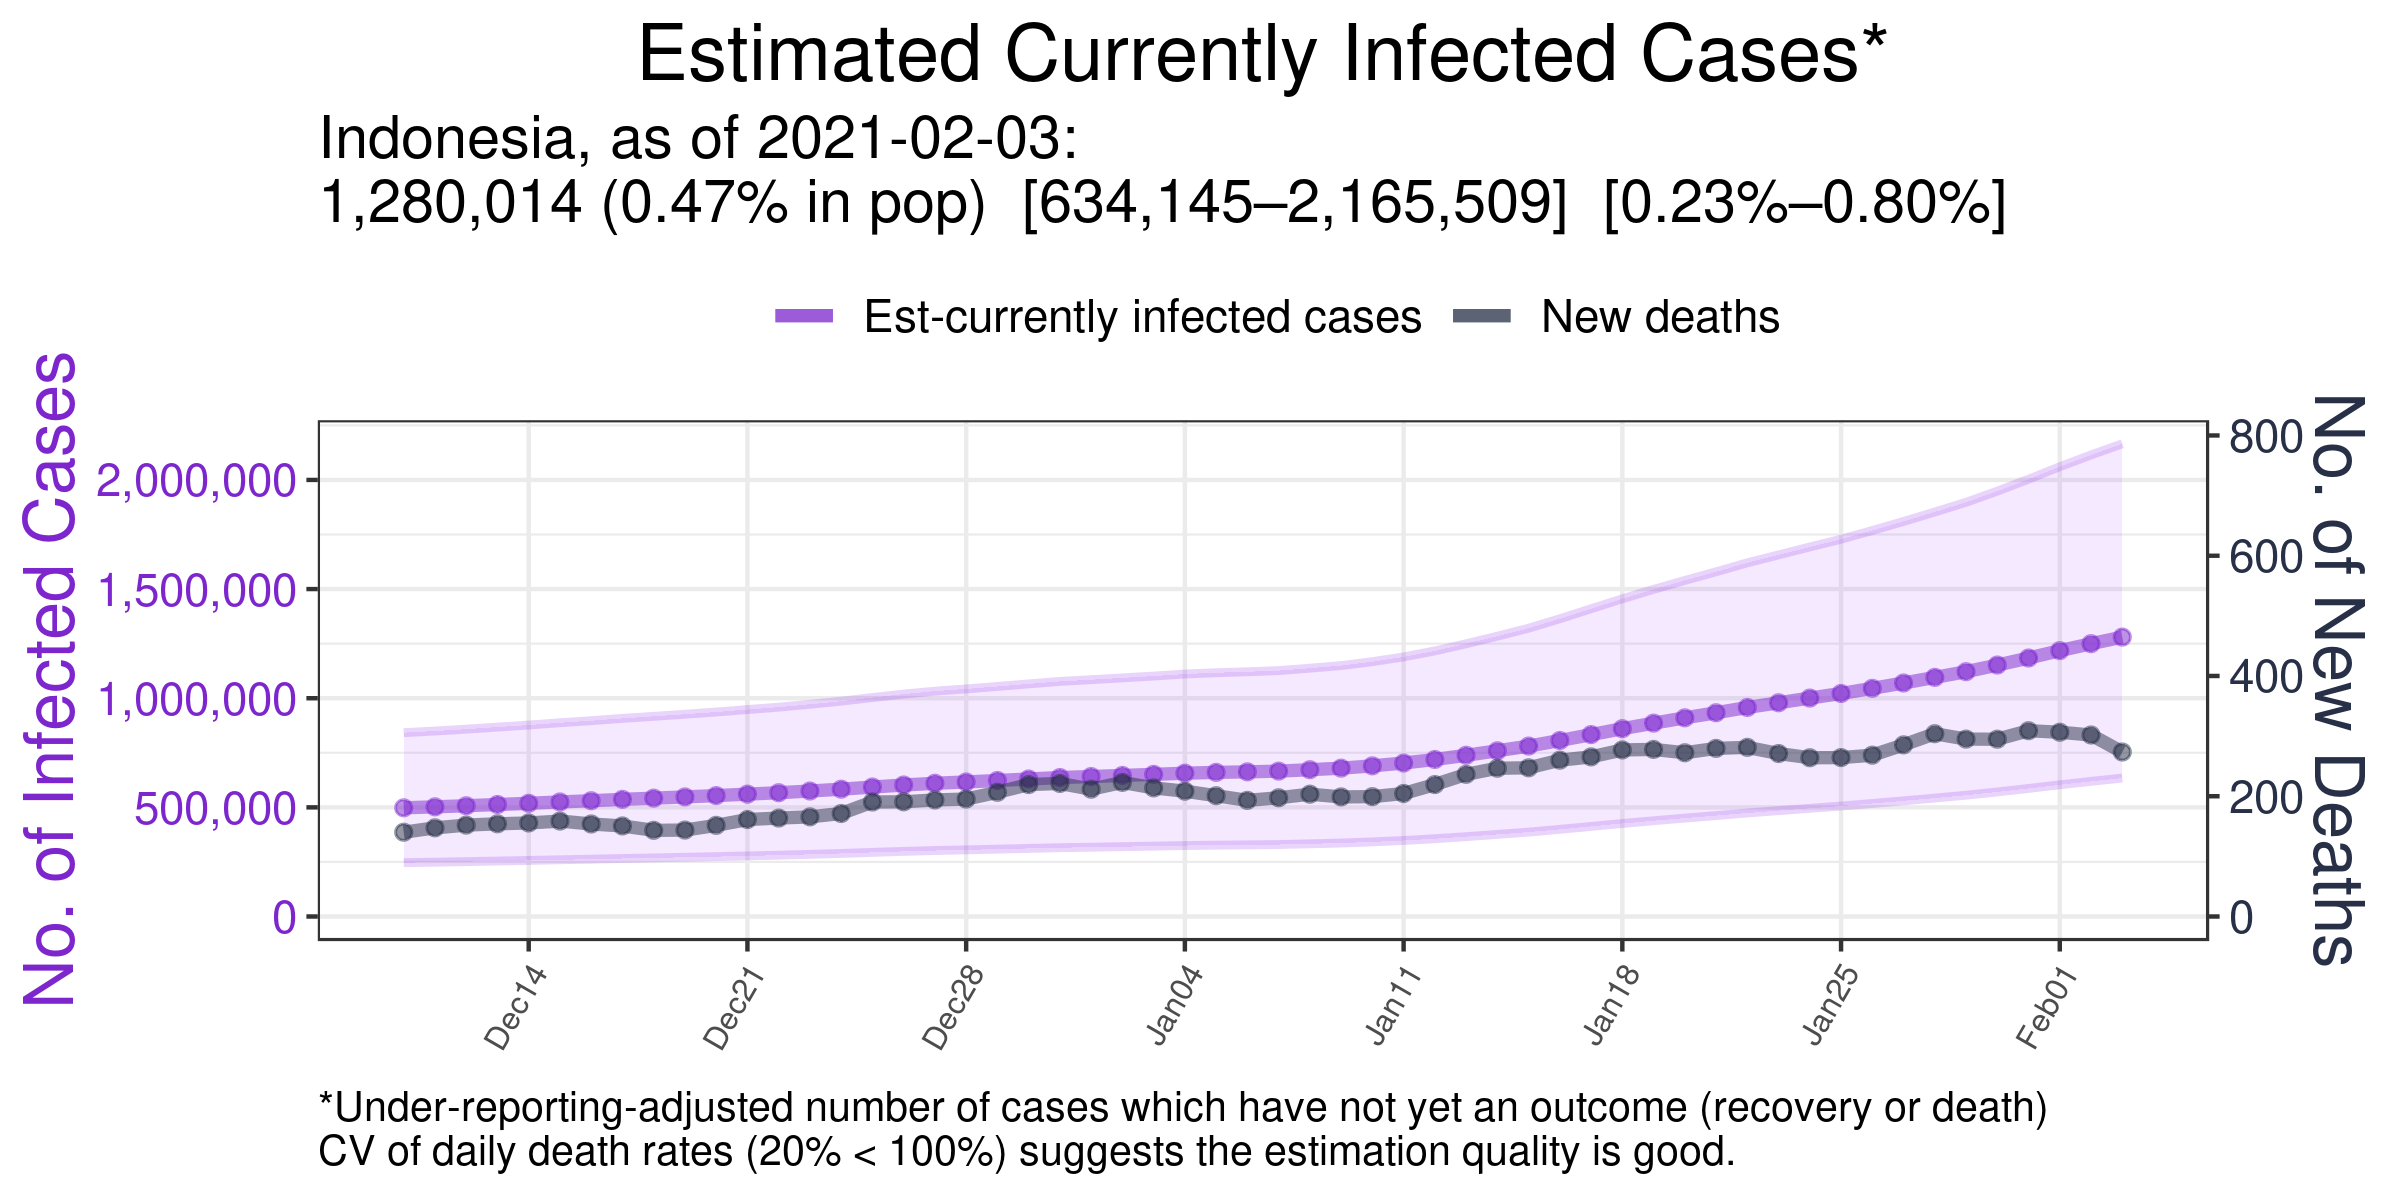 Estimated Currently Infected Cases*
Indonesia, as of 2021-02-03:
1,280,014 (0.47% in pop)  [634,145–2,165,509]  [0.23%–0.80%]
Est-currently infected cases
New deaths
No. of Infected Cases
2,000,000
1,500,000
1,000,000
500,000
0
800
600
400
200
0
No. of New Deaths
Dec14
Dec21
Dec28
Jan04
Jan11
Jan18
Jan25
Feb01
*Under-reporting-adjusted number of cases which have not yet an outcome (recovery or death)
CV of daily death rates (20% < 100%) suggests the estimation quality is good.